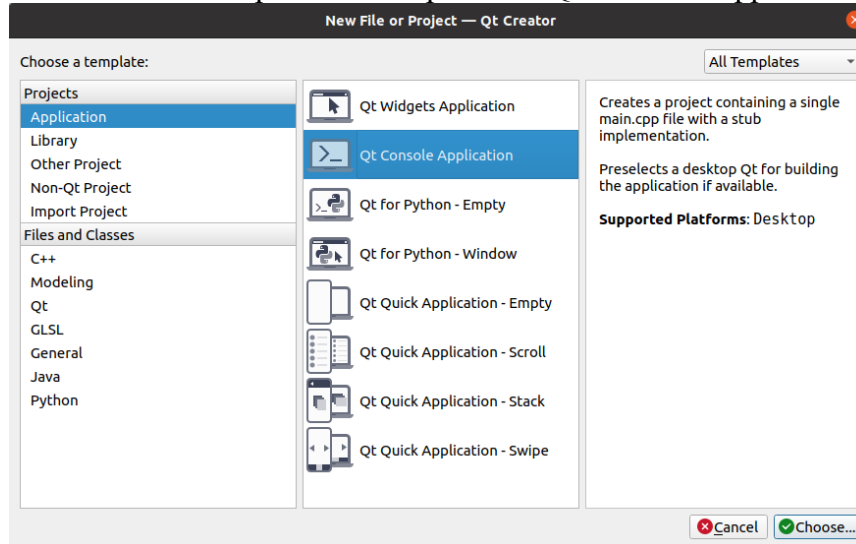 New File or Project — Qt Creator
Choose a template:
All Templates
Projects
Application
Library
Other Project
Non-Qt Project
Import Project
Files and Classes
C++
Modeling
Qt
GLSL
General
Java
Python
Qt Widgets Application
Qt Console Application
Qt for Python - Empty
Qt for Python - Window
Qt Quick Application - Empty
Qt Quick Application - Scroll
Qt Quick Application - Stack
Qt Quick Application - Swipe
Creates a project containing a single
main.cpp file with a stub
implementation.
Preselects a desktop Qt for building
the application if available.
Supported Platforms: Desktop
Cancel
Choose...